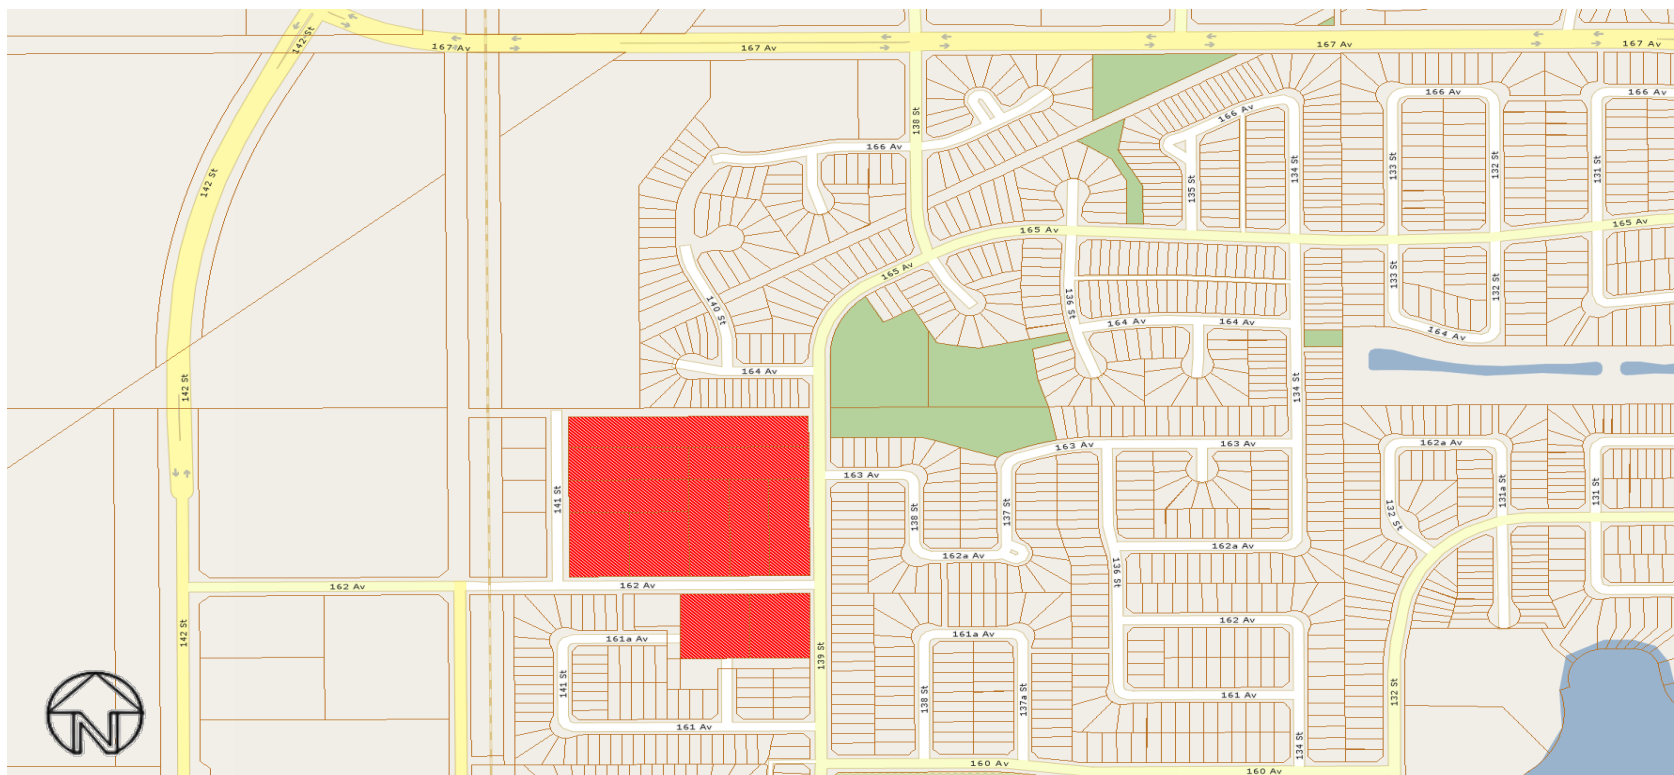 142 St
167 Av
167 Av
167 Av
167 Av
166 Av
166 Av
166 Av
138 St
166 Av
142 St
135 St
134 St
133 St
132 St
131 St
165 Av
165 Av
165 Av
140 St
136 St
133 St
132 St
164 Av
164 Av
164 Av
164 Av
142 St
134 St
163 Av
163 Av
162a Av
163 Av
141 St
138 St
137 St
132 St
131a St
131 St
162a Av
162a Av
136 St
162 Av
162 Av
162 Av
142 St
161a Av
161a Av
139 St
141 St
138 St
137a St
161 Av
132 St
161 Av
134 St
160 Av
160 Av
N